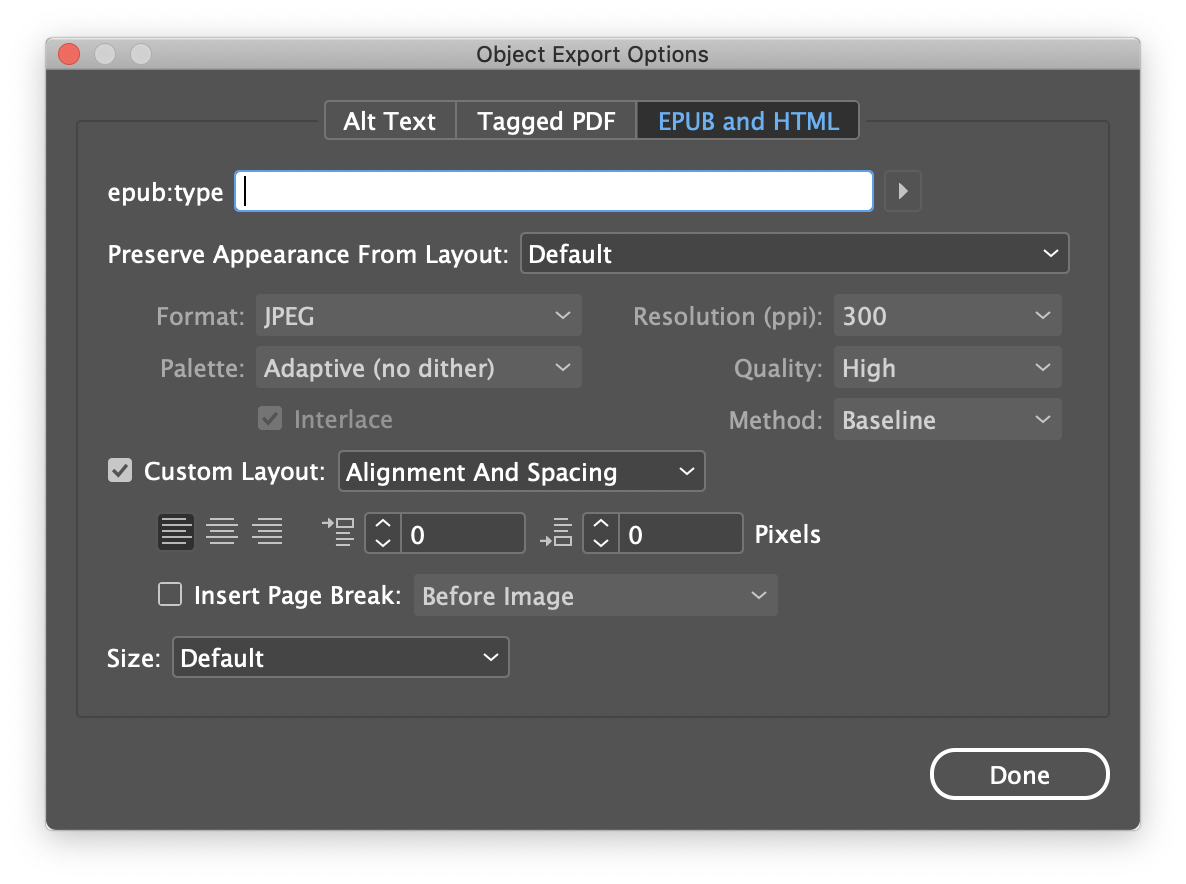 Object Export Options
Alt Text Tagged PDF EPUB and HTML
epub:type
Preserve Appearance From Layout: Default
Format: JPEG Resolution (ppi): 300
Palette: Adaptive (no dither) Quality: High
Interlace Method: Baseline
Custom Layout: Alignment And Spacing
0 0 Pixels
Insert Page Break: Before Image
Size: Default
Done